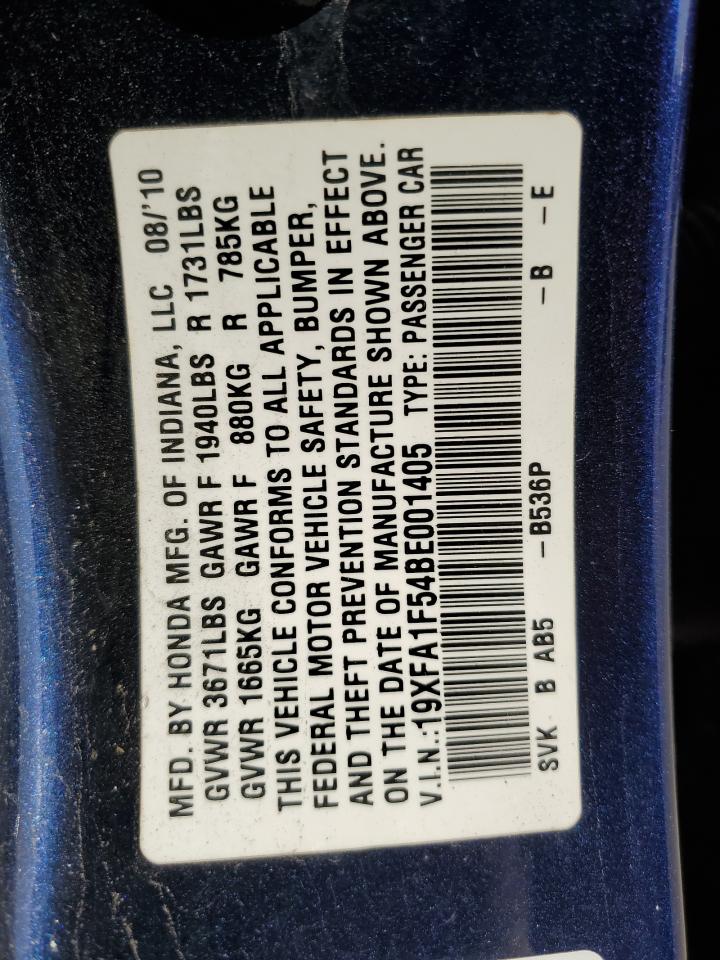 MFD. BY HONDA MFG. OF INDIANA, LLC 08/'10
GVWR 3671LBS GAWR F 1940LBS R 1731LBS
GVWR 1665KG GAWR F 880KG R 785KG
THIS VEHICLE CONFORMS TO ALL APPLICABLE
FEDERAL MOTOR VEHICLE SAFETY, BUMPER,
AND THEFT PREVENTION STANDARDS IN EFFECT
ON THE DATE OF MANUFACTURE SHOWN ABOVE.
V.I.N.:19XFA1F54BE001405 TYPE: PASSENGER CAR
SVK B AB5 -B536P -B -E